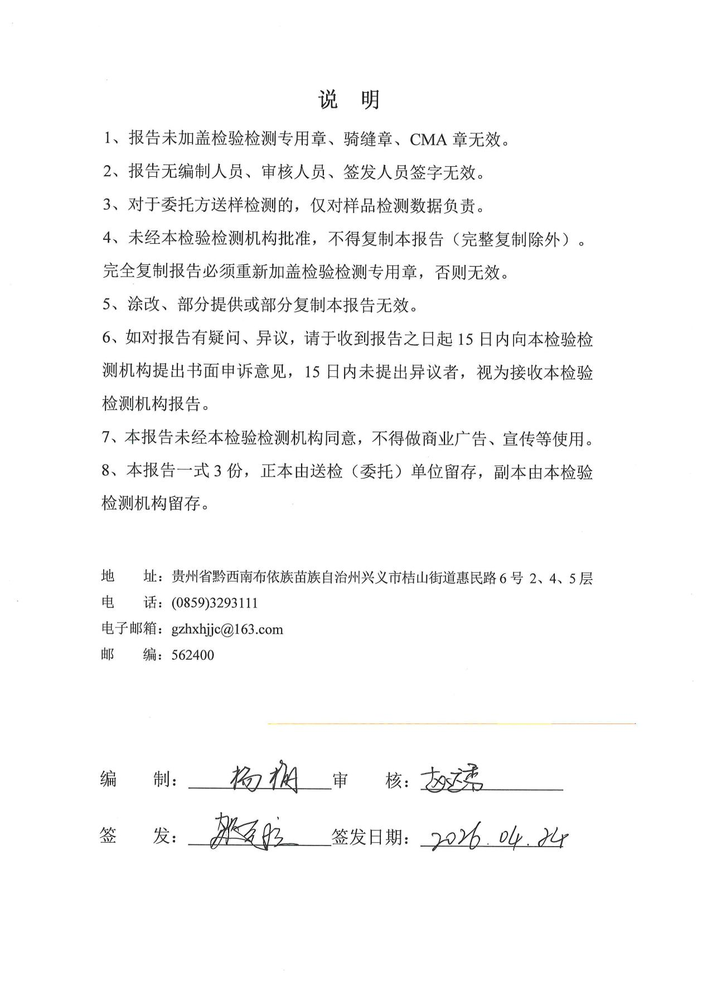 说 明
1、报告未加盖检验检测专用章、骑缝章、CMA 章无效。
2、报告无编制人员、审核人员、签发人员签字无效。
3、对于委托方送样检测的，仅对样品检测数据负责。
4、未经本检验检测机构批准，不得复制本报告（完整复制除外）。
完全复制报告必须重新加盖检验检测专用章，否则无效。
5、涂改、部分提供或部分复制本报告无效。
6、如对报告有疑问、异议，请于收到报告之日起 15 日内向本检验检
测机构提出书面申诉意见，15 日内未提出异议者，视为接收本检验
检测机构报告。
7、本报告未经本检验检测机构同意，不得做商业广告、宣传等使用。
8、本报告一式 3 份，正本由送检（委托）单位留存，副本由本检验
检测机构留存。
地 址：贵州省黔西南布依族苗族自治州兴义市桔山街道惠民路 6 号 2、4、5 层
电 话：(0859)3293111
电子邮箱：gzhxhjjc@163.com
邮 编：562400
编 制：杨 审 核：
签 发： 签发日期：2026.04.24